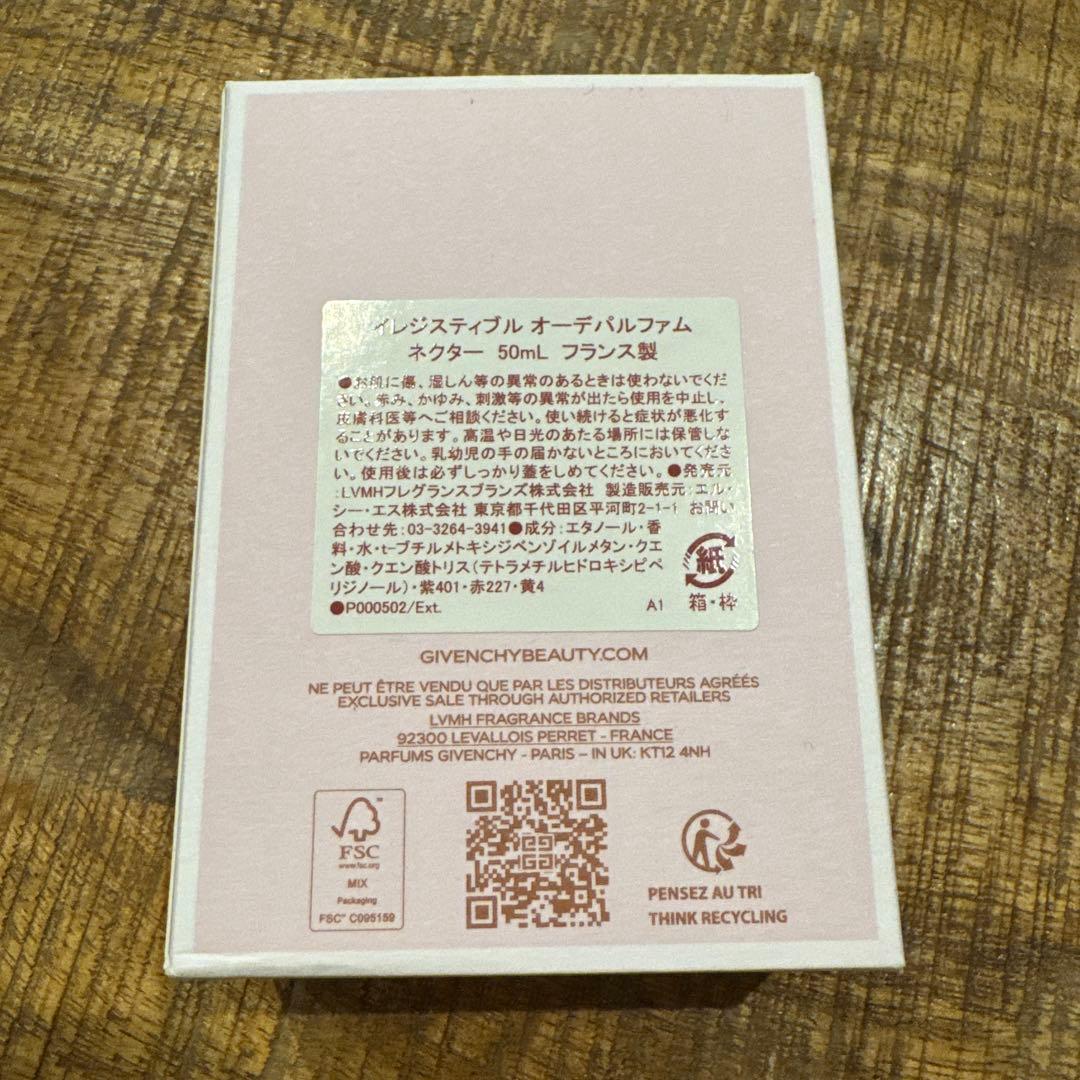 イレジスティブル オーデパルファム
ネクター 50mL フランス製
●お肌に傷、湿しん等の異常のあるときは使わないでくだ
さい。赤み、かゆみ、刺激等の異常が出たら使用を中止し、
皮膚科医等へご相談ください。使い続けると症状が悪化す
ることがあります。高温や日光のあたる場所には保管しな
いでください。乳幼児の手の届かないところにおいてくださ
い。使用後は必ずしっかり蓋をしめてください。●発売元
:LVMHフレグランスブランズ株式会社 製造販売元:エル・
シー・エス株式会社 東京都千代田区平河町2-1-1 お問い
合わせ先:03-3264-3941●成分:エタノール・香
料・水・t-ブチルメトキシジベンゾイルメタン・クエ
ン酸・クエン酸トリス(テトラメチルヒドロキシピペ
リジノール)・紫401・赤227・黄4
●P000502/Ext. A1
紙
箱・枠
GIVENCHYBEAUTY.COM
NE PEUT ÊTRE VENDU QUE PAR LES DISTRIBUTEURS AGRÉÉS
EXCLUSIVE SALE THROUGH AUTHORIZED RETAILERS
LVMH FRAGRANCE BRANDS
92300 LEVALLOIS PERRET - FRANCE
PARFUMS GIVENCHY - PARIS – IN UK: KT12 4NH
FSC
www.fsc.org
MIX
Packaging
FSC™ C095159
PENSEZ AU TRI
THINK RECYCLING